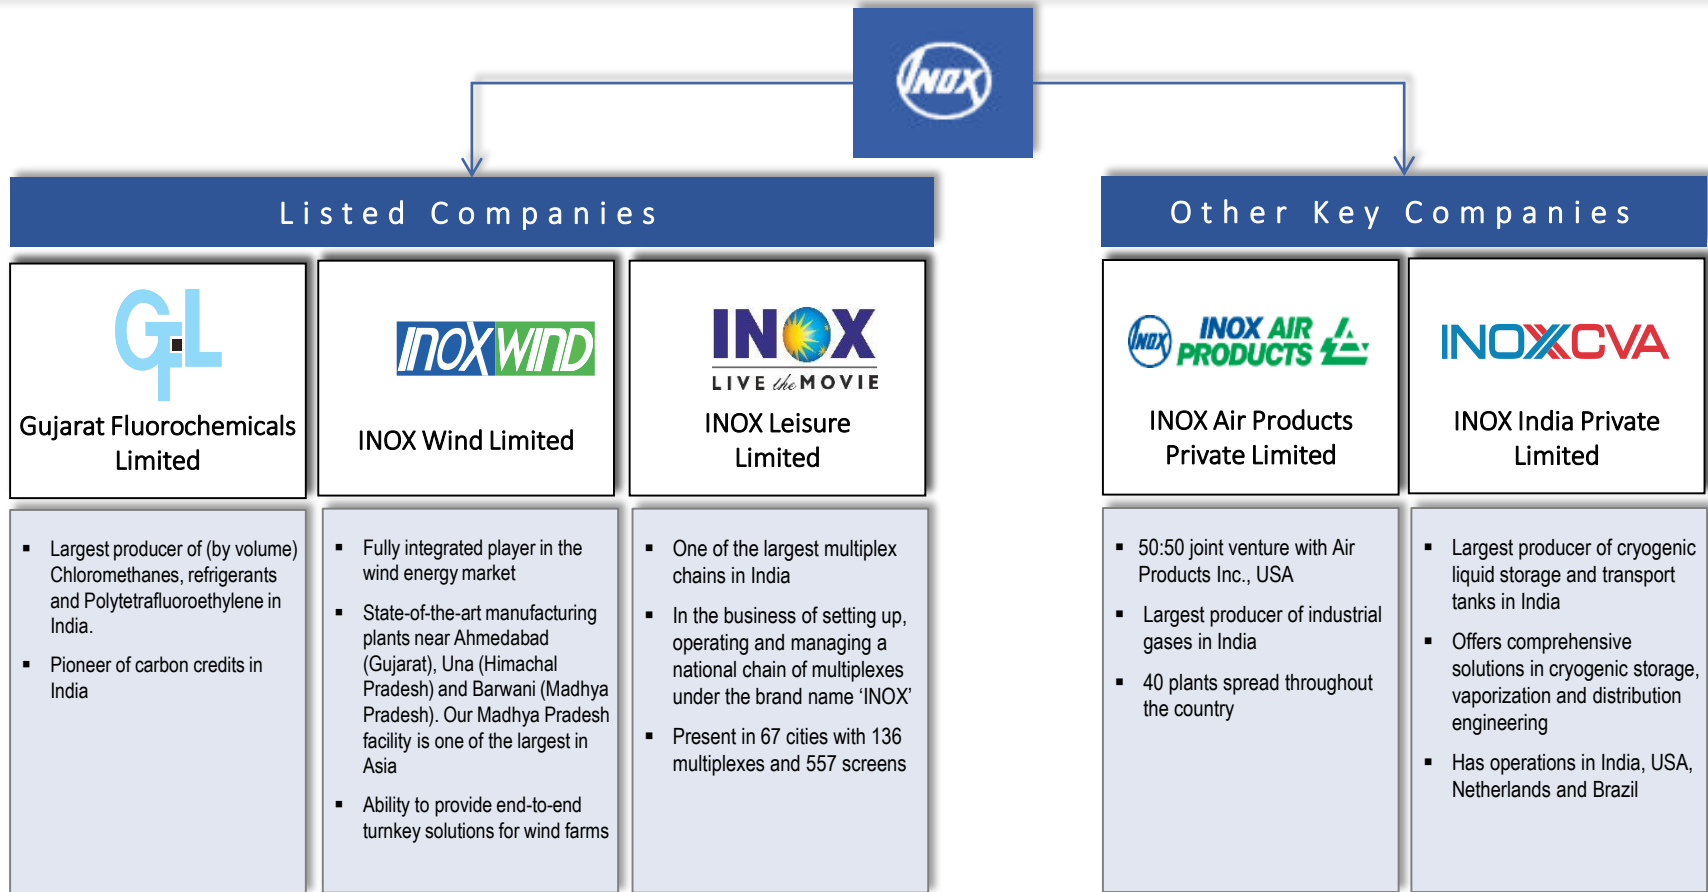 INOX
Listed Companies
Other Key Companies
GFL
Gujarat Fluorochemicals
Limited
INOXWIND
INOX Wind Limited
INOX
LIVE the MOVIE
INOX Leisure
Limited
INOX
INOX AIR
PRODUCTS
INOX Air Products
Private Limited
INOXCVA
INOX India Private
Limited
▪ Largest producer of (by volume)
Chloromethanes, refrigerants
and Polytetrafluoroethylene in
India.
▪ Pioneer of carbon credits in
India
▪ Fully integrated player in the
wind energy market
▪ State-of-the-art manufacturing
plants near Ahmedabad
(Gujarat), Una (Himachal
Pradesh) and Barwani (Madhya
Pradesh). Our Madhya Pradesh
facility is one of the largest in
Asia
▪ Ability to provide end-to-end
turnkey solutions for wind farms
▪ One of the largest multiplex
chains in India
▪ In the business of setting up,
operating and managing a
national chain of multiplexes
under the brand name ‘INOX’
▪ Present in 67 cities with 136
multiplexes and 557 screens
▪ 50:50 joint venture with Air
Products Inc., USA
▪ Largest producer of industrial
gases in India
▪ 40 plants spread throughout
the country
▪ Largest producer of cryogenic
liquid storage and transport
tanks in India
▪ Offers comprehensive
solutions in cryogenic storage,
vaporization and distribution
engineering
▪ Has operations in India, USA,
Netherlands and Brazil